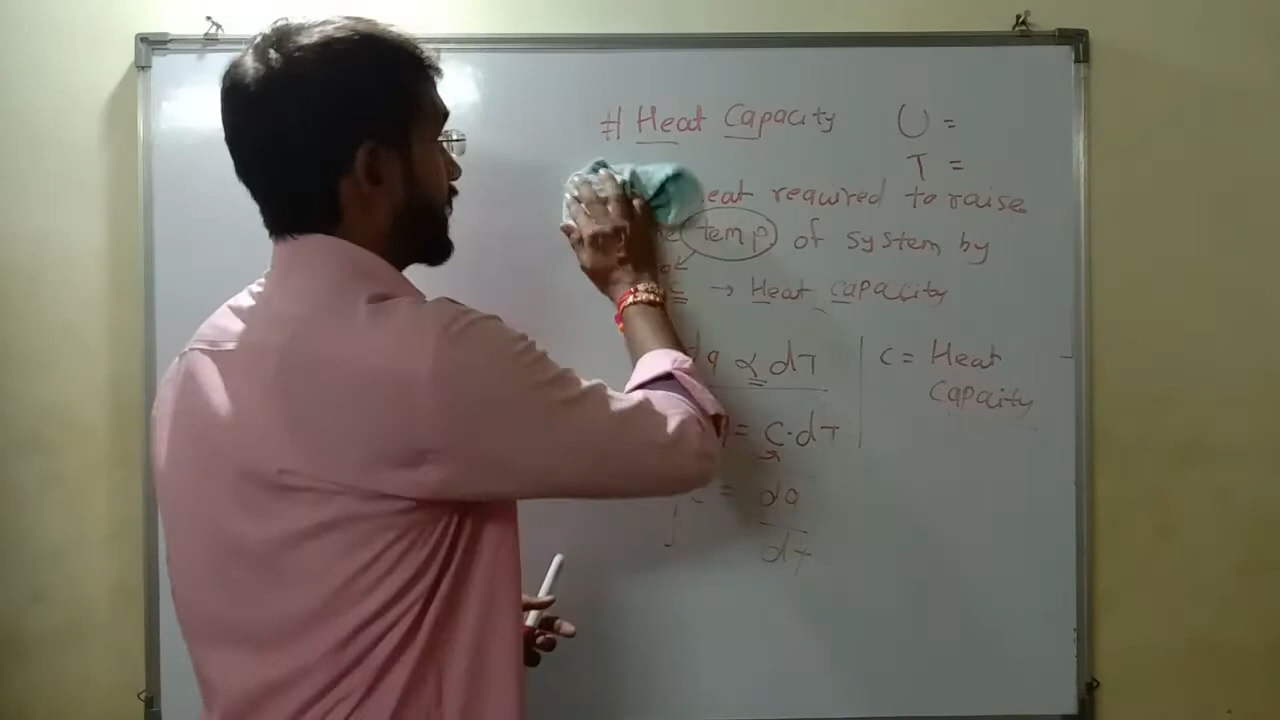 # Heat Capacity
U =
T =
eat required to raise
temp of system by
c → Heat capacity
dq ∝ dT
= C·dT
c = Heat
Capacity
= dq
dT